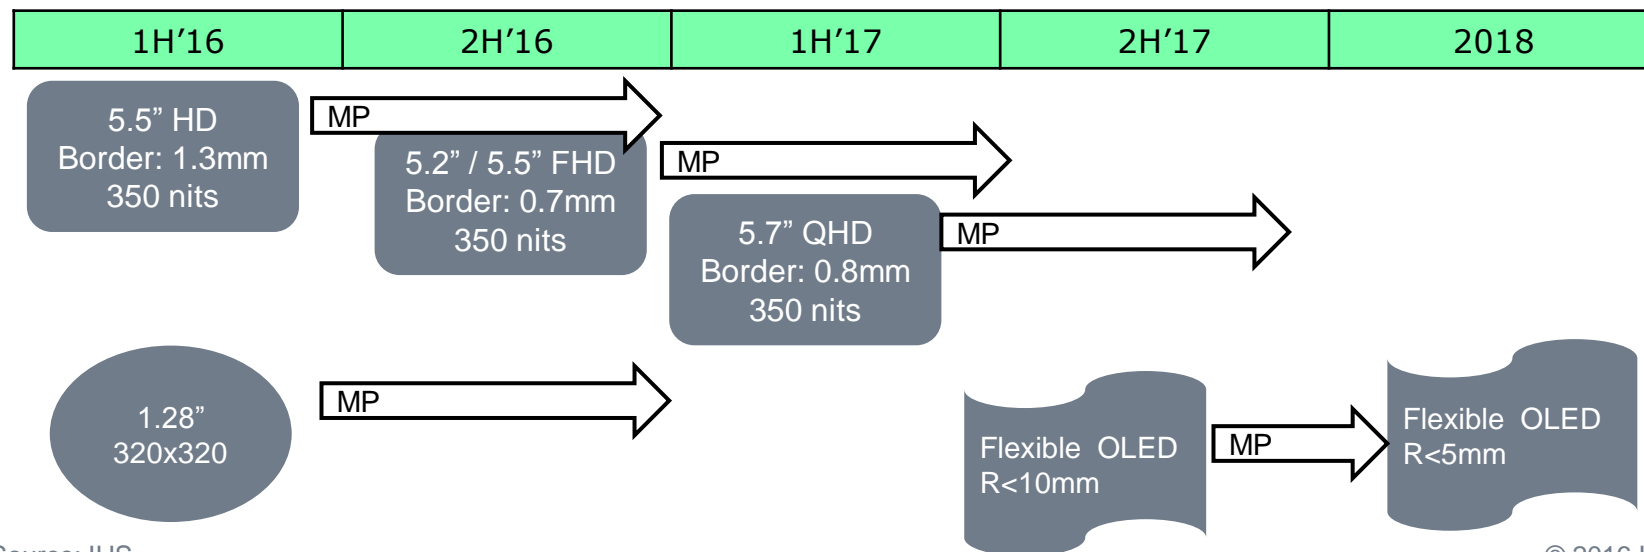 1H’16
2H’16
1H’17
2H’17
2018
5.5” HD
Border: 1.3mm
350 nits
MP
5.2” / 5.5” FHD
Border: 0.7mm
350 nits
MP
5.7” QHD
Border: 0.8mm
350 nits
MP
1.28”
320x320
MP
Flexible OLED
R<10mm
MP
Flexible OLED
R<5mm
Source: IHS